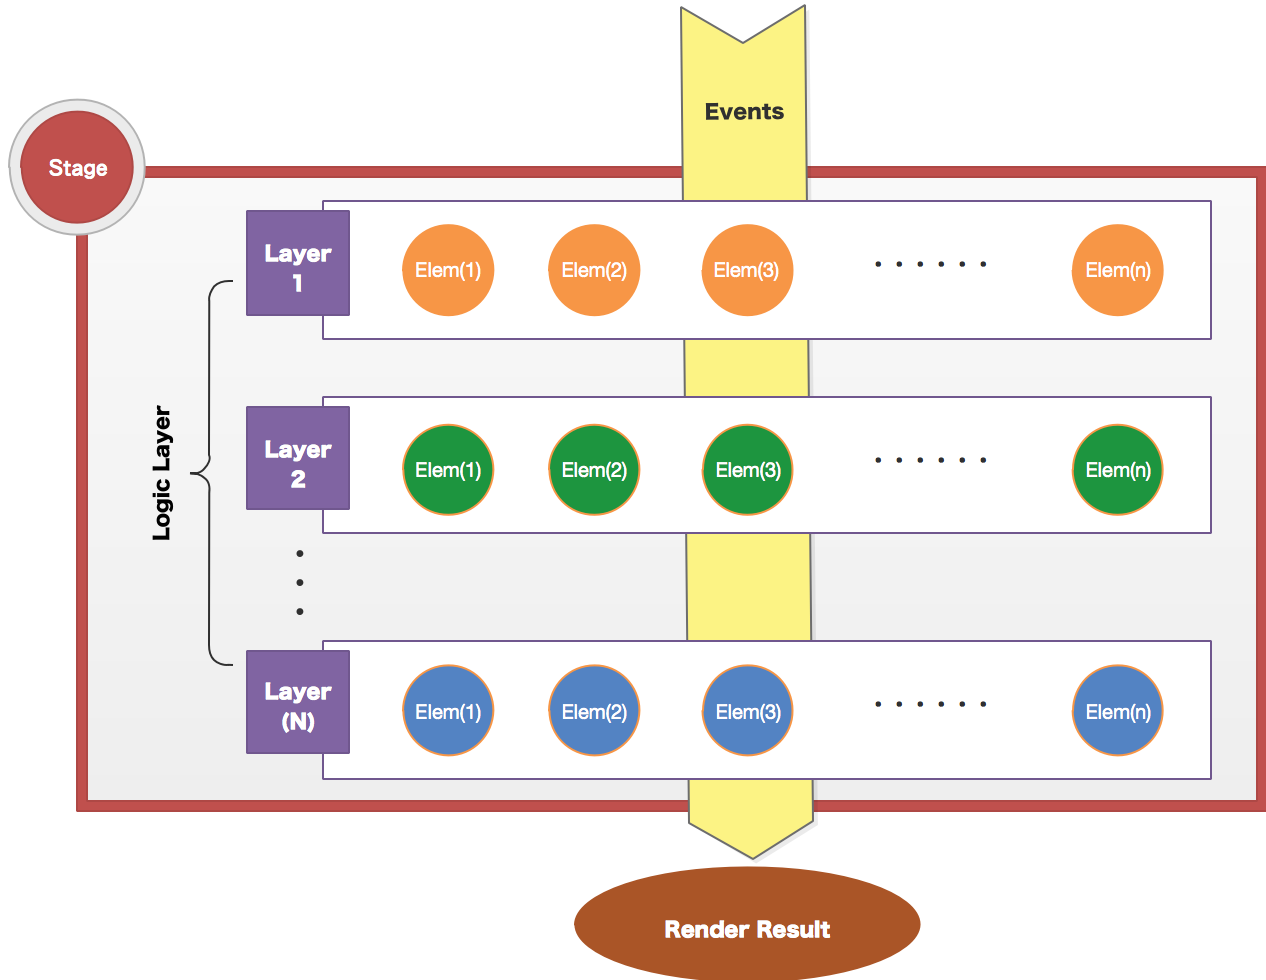 Events
Stage
Layer
1
Elem(1) Elem(2) Elem(3) ...... Elem(n)
Logic Layer
Layer
2
Elem(1) Elem(2) Elem(3) ...... Elem(n)
Layer
(N)
Elem(1) Elem(2) Elem(3) ...... Elem(n)
Render Result